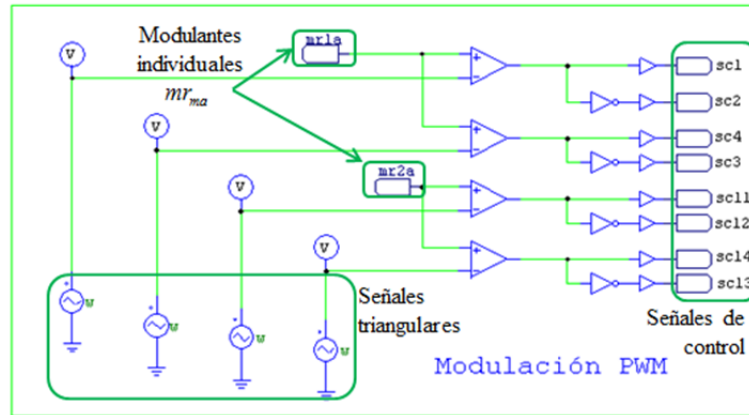 Modulantes
individuales
mr_ma
mr1a
V
V
V
V
mr2a
sc1
sc2
sc4
sc3
sc11
sc12
sc14
sc13
Señales
triangulares
Señales de
control
Modulación PWM